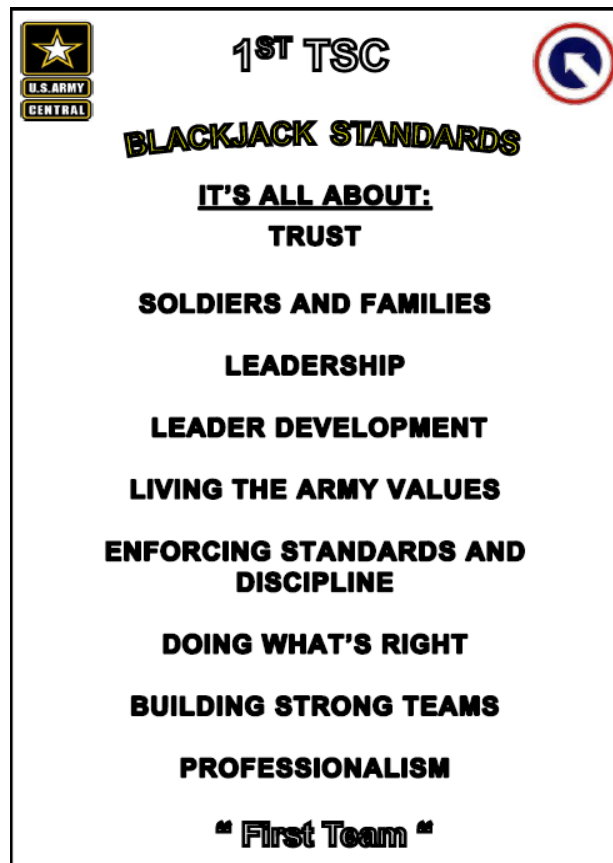 1ST TSC
U.S.ARMY
CENTRAL
BLACKJACK STANDARDS
IT'S ALL ABOUT:
TRUST
SOLDIERS AND FAMILIES
LEADERSHIP
LEADER DEVELOPMENT
LIVING THE ARMY VALUES
ENFORCING STANDARDS AND
DISCIPLINE
DOING WHAT'S RIGHT
BUILDING STRONG TEAMS
PROFESSIONALISM
“ First Team “